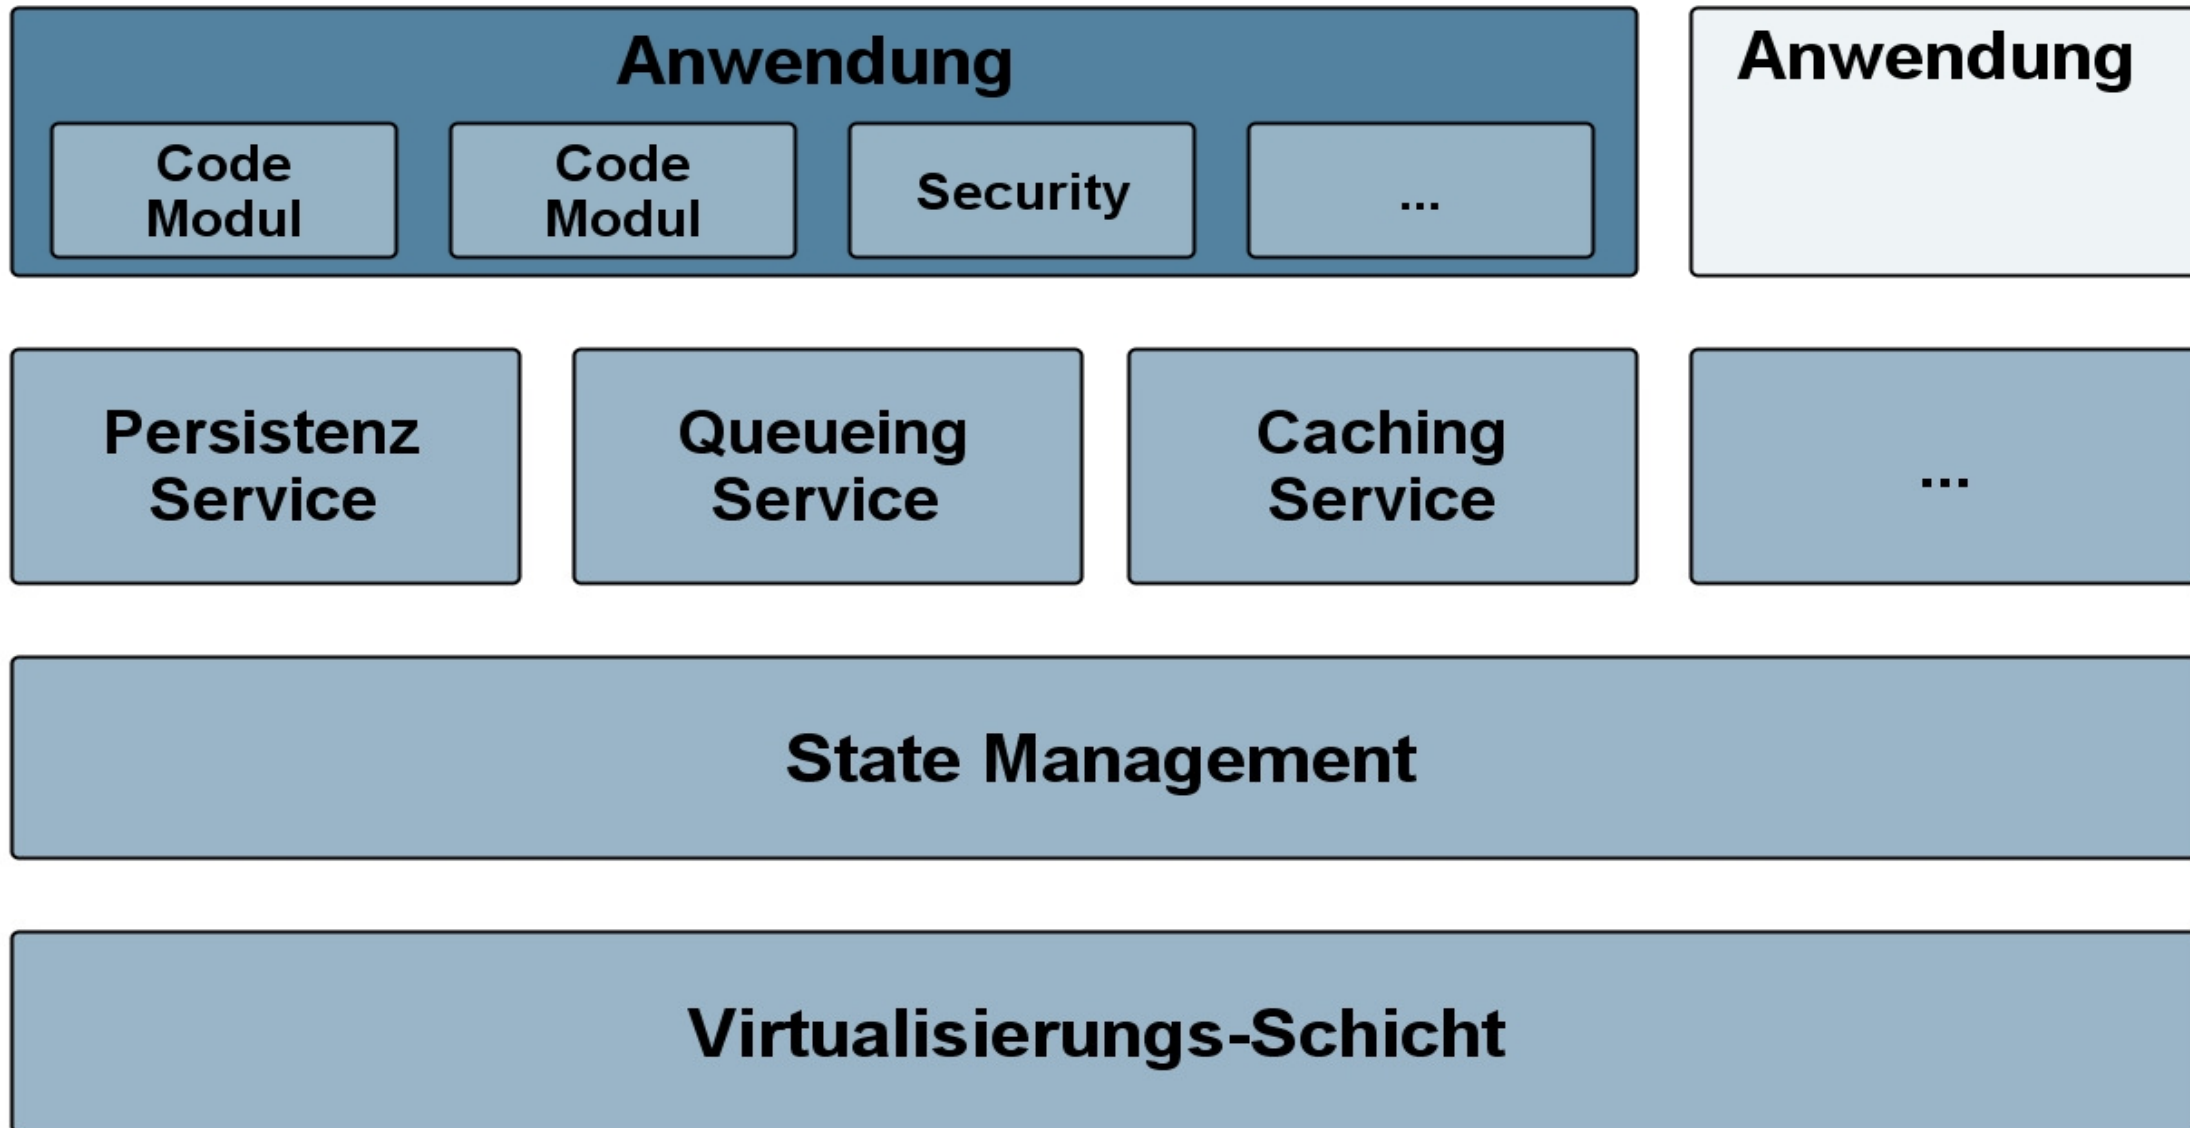 Anwendung
Anwendung
Code
Modul
Code
Modul
Security
...
Persistenz
Service
Queueing
Service
Caching
Service
...
State Management
Virtualisierungs-Schicht